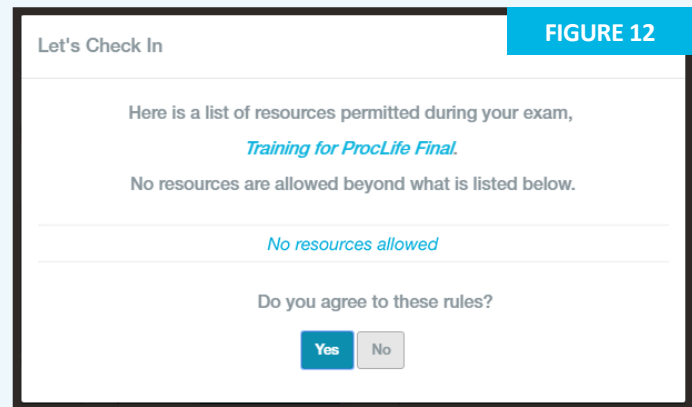 Let's Check In
FIGURE 12
Here is a list of resources permitted during your exam,
Training for ProcLife Final.
No resources are allowed beyond what is listed below.
No resources allowed
Do you agree to these rules?
Yes
No